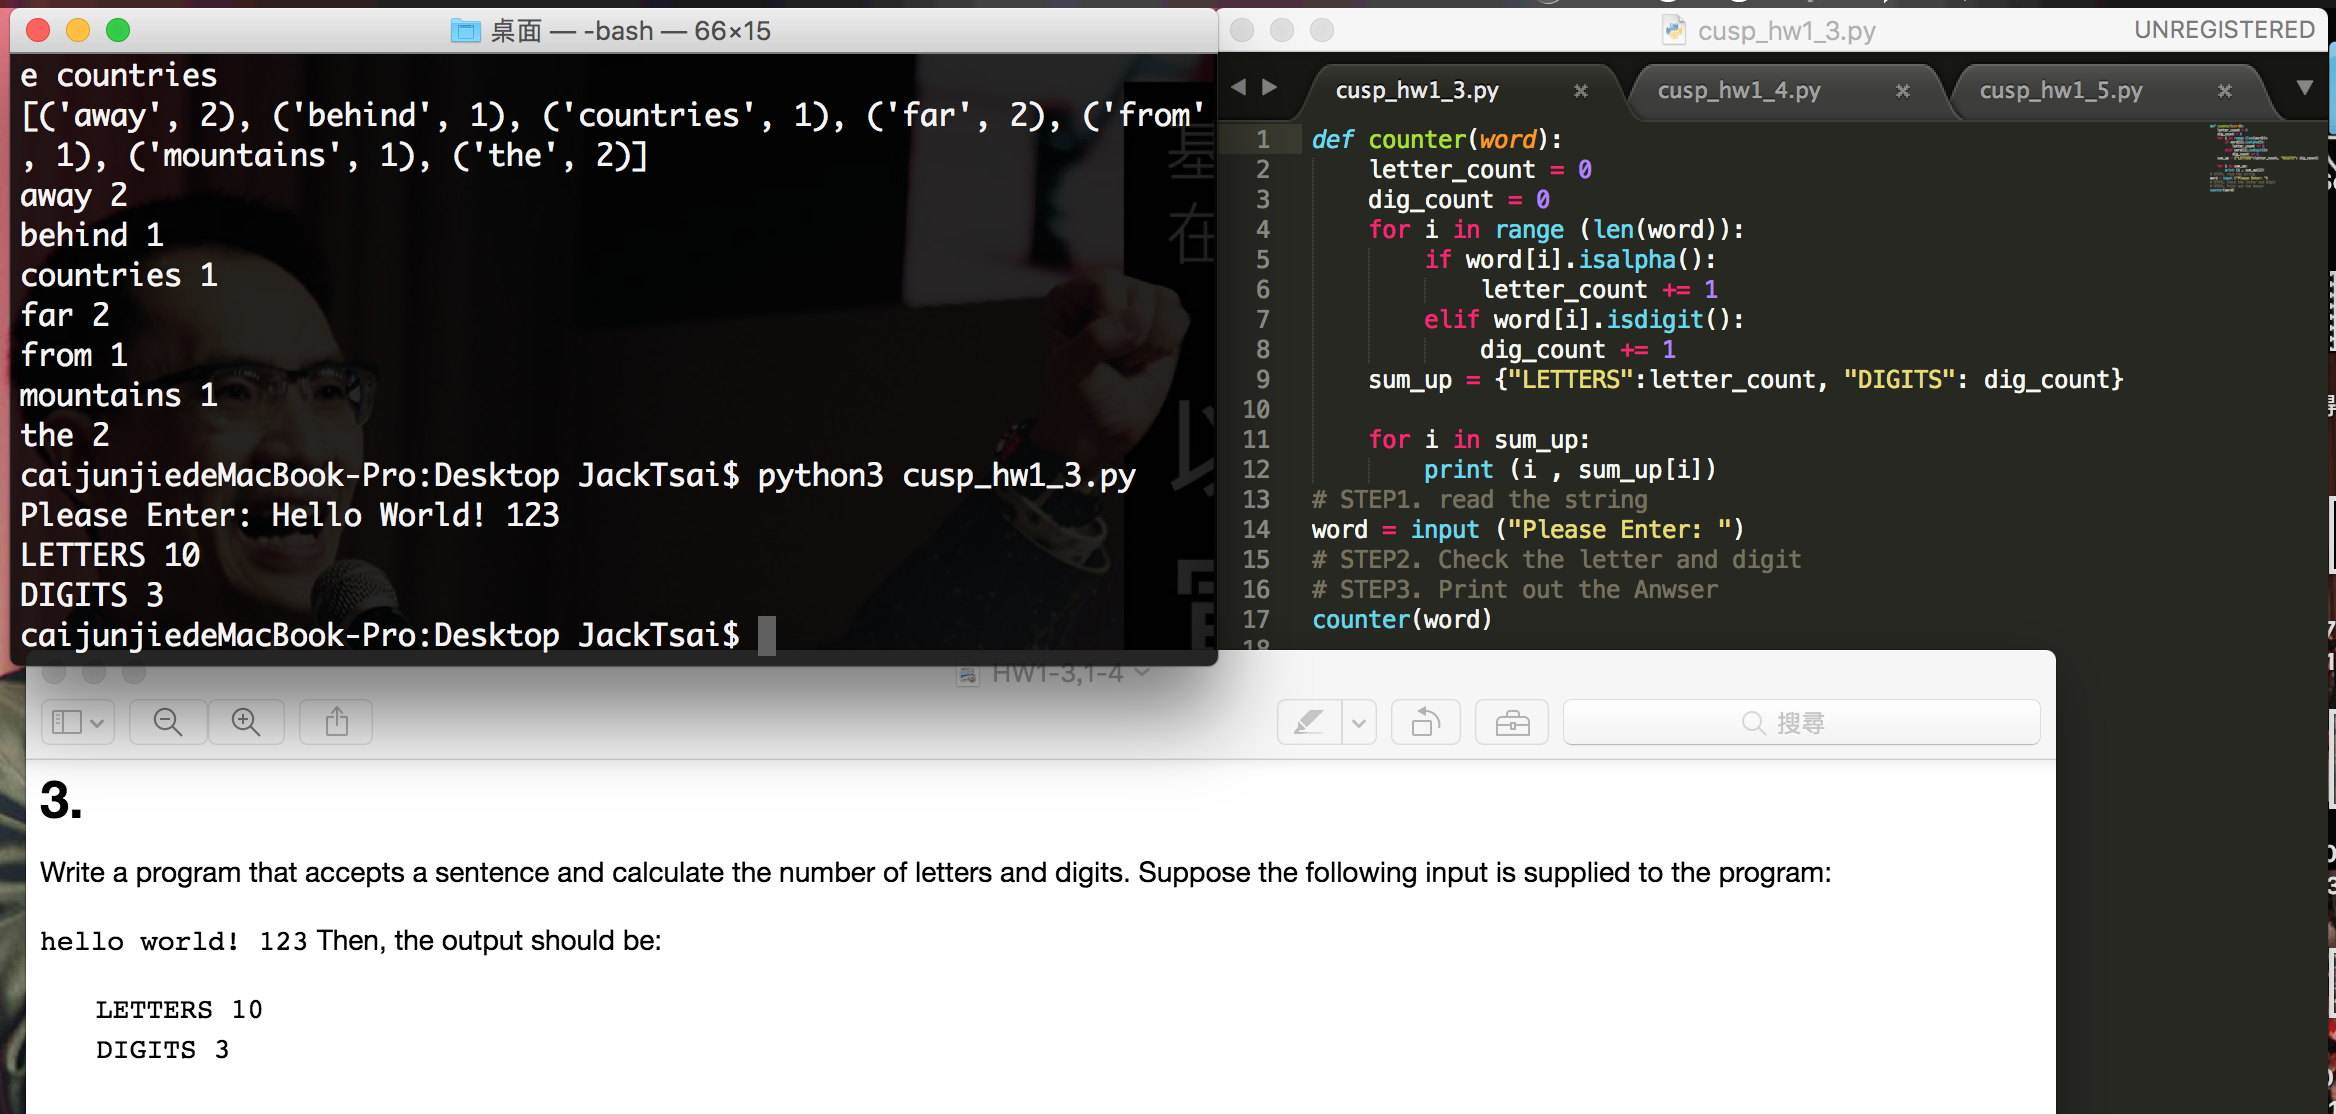 桌面 — -bash — 66×15
e countries
[('away', 2), ('behind', 1), ('countries', 1), ('far', 2), ('from'
, 1), ('mountains', 1), ('the', 2)]
away 2
behind 1
countries 1
far 2
from 1
mountains 1
the 2
caijunjiedeMacBook-Pro:Desktop JackTsai$ python3 cusp_hw1_3.py
Please Enter: Hello World! 123
LETTERS 10
DIGITS 3
caijunjiedeMacBook-Pro:Desktop JackTsai$
基
在
以
cusp_hw1_3.py
UNREGISTERED
cusp_hw1_3.py
cusp_hw1_4.py
cusp_hw1_5.py
1 def counter(word):
2     letter_count = 0
3     dig_count = 0
4     for i in range (len(word)):
5         if word[i].isalpha():
6             letter_count += 1
7         elif word[i].isdigit():
8             dig_count += 1
9     sum_up = {"LETTERS":letter_count, "DIGITS": dig_count}
10
11     for i in sum_up:
12         print (i , sum_up[i])
13 # STEP1. read the string
14 word = input ("Please Enter: ")
15 # STEP2. Check the letter and digit
16 # STEP3. Print out the Anwser
17 counter(word)
18
HW1-3,1-4
搜尋
3.
Write a program that accepts a sentence and calculate the number of letters and digits. Suppose the following input is supplied to the program:
hello world! 123 Then, the output should be:
LETTERS 10
DIGITS 3